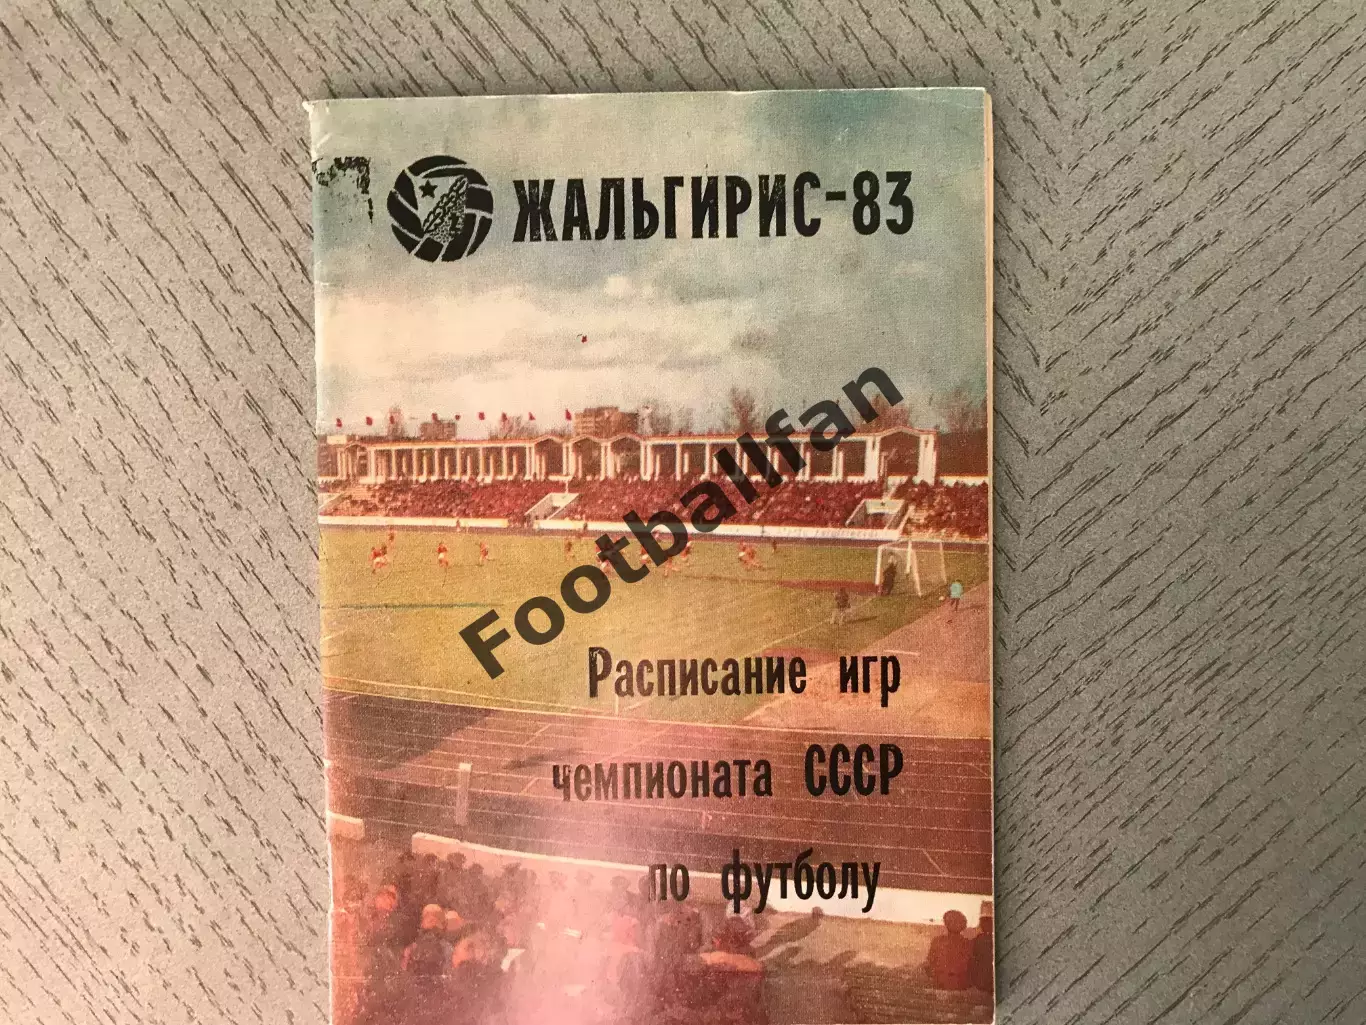 ЖАЛЬГИРИС-83
Footballfan
Расписание игр
чемпионата СССР
по футболу